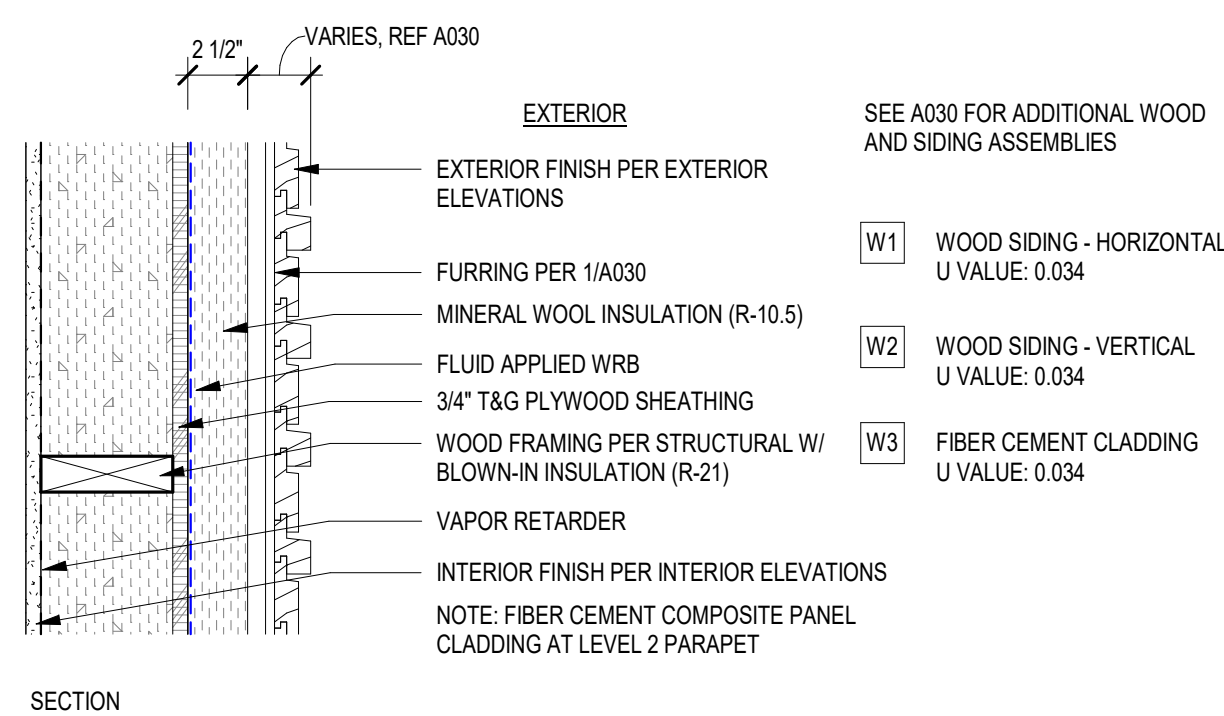 2 1/2"
VARIES, REF A030
EXTERIOR
EXTERIOR FINISH PER EXTERIOR
ELEVATIONS
FURRING PER 1/A030
MINERAL WOOL INSULATION (R-10.5)
FLUID APPLIED WRB
3/4" T&G PLYWOOD SHEATHING
WOOD FRAMING PER STRUCTURAL W/
BLOWN-IN INSULATION (R-21)
VAPOR RETARDER
INTERIOR FINISH PER INTERIOR ELEVATIONS
NOTE: FIBER CEMENT COMPOSITE PANEL
CLADDING AT LEVEL 2 PARAPET
SEE A030 FOR ADDITIONAL WOOD
AND SIDING ASSEMBLIES
W1 WOOD SIDING - HORIZONTAL
U VALUE: 0.034
W2 WOOD SIDING - VERTICAL
U VALUE: 0.034
W3 FIBER CEMENT CLADDING
U VALUE: 0.034
SECTION